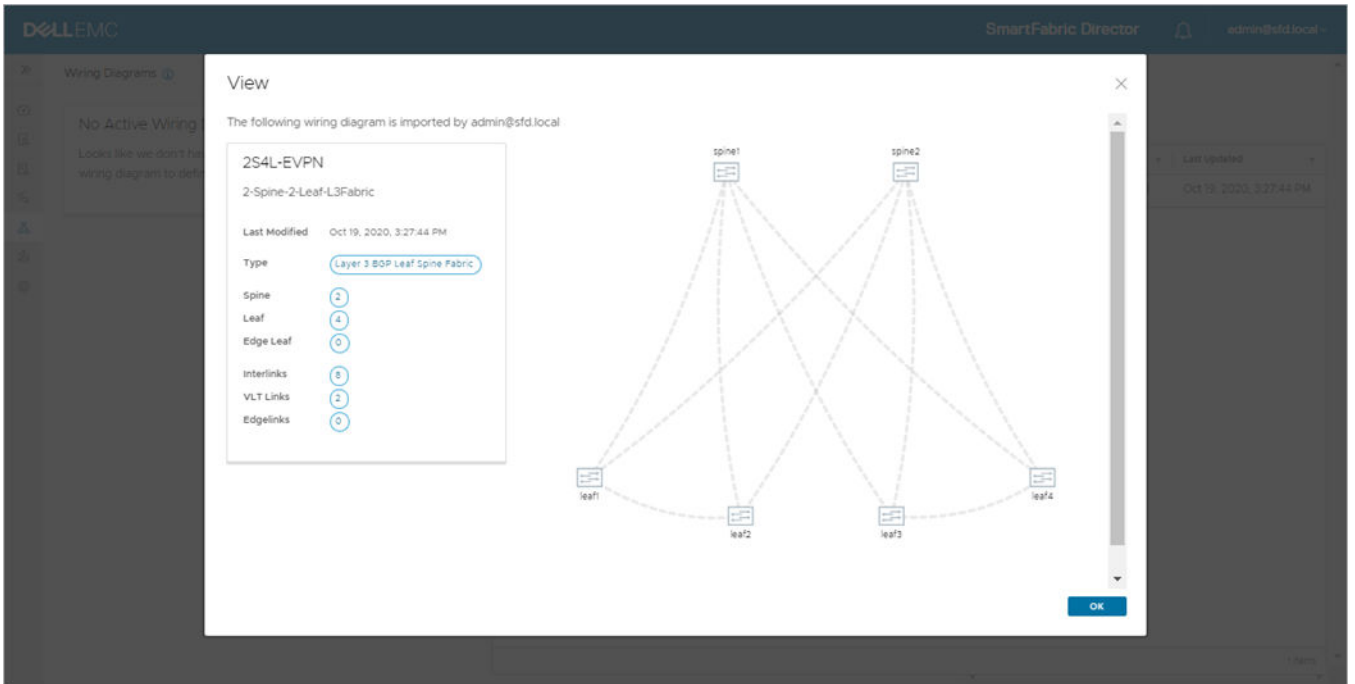 DELLEMC
SmartFabric Director
admin@sfd.local
Wiring Diagrams
No Active Wiring
Looks like we don't
wiring diagram to
Last Updated
Oct 19, 2020, 3:27:44 PM
View
The following wiring diagram is imported by admin@sfd.local
2S4L-EVPN
2-Spine-2-Leaf-L3Fabric
Last Modified Oct 19, 2020, 3:27:44 PM
Type Layer 3 BGP Leaf Spine Fabric
Spine 2
Leaf 4
Edge Leaf 0
Interlinks 8
VLT Links 2
Edgelinks 0
spine1 spine2
leaf1 leaf4
leaf2 leaf3
OK
1 items